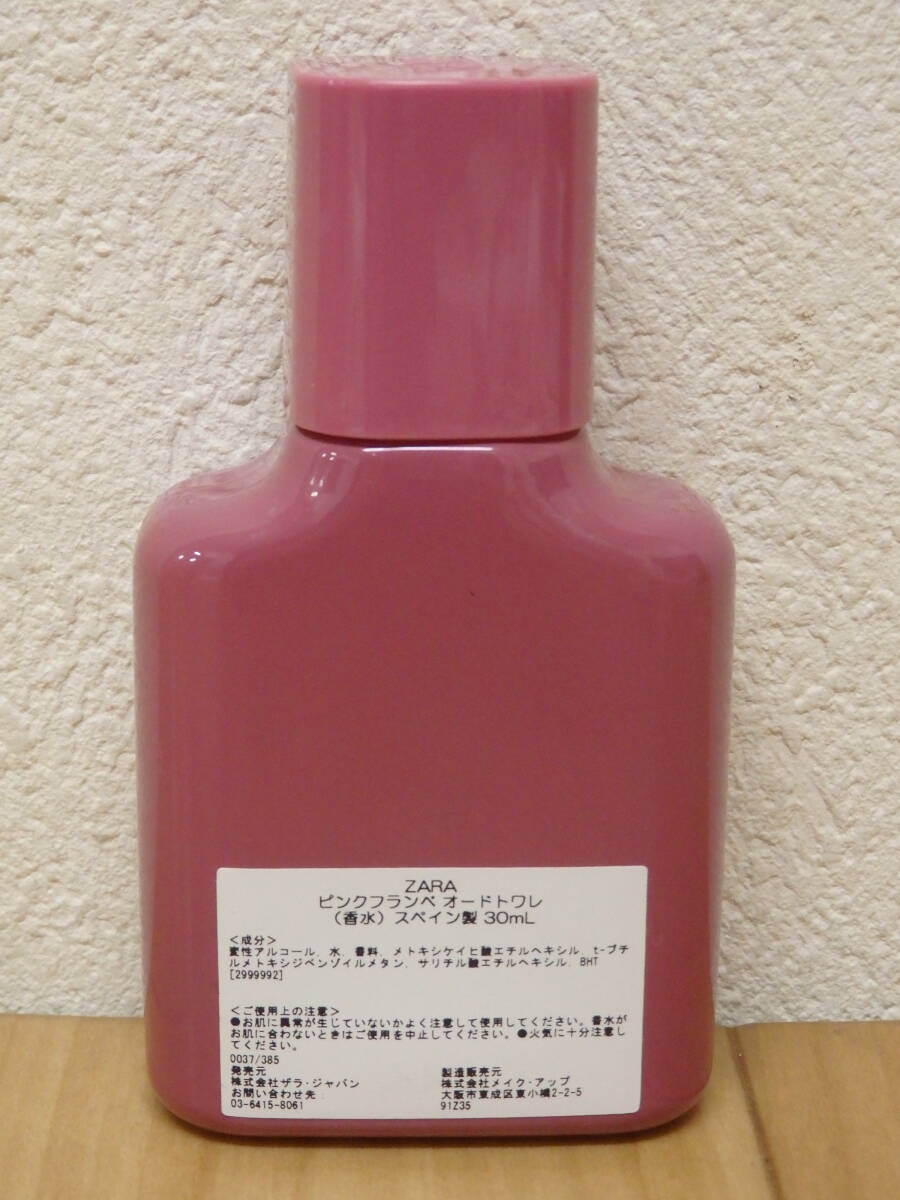 ZARA
ピンクフランベ オードトワレ
（香水）スペイン製 30mL
＜成分＞
変性アルコール、水、香料、メトキシケイヒ酸エチルヘキシル、t-ブチ
ルメトキシジベンゾイルメタン、サリチル酸エチルヘキシル、BHT
[2999992]
＜ご使用上の注意＞
●お肌に異常が生じていないかよく注意して使用してください。香水が
お肌に合わないときはご使用を中止してください。●火気に十分注意し
てください。
0037/385
発売元
株式会社ザラ・ジャパン
お問い合わせ先：
03-6415-8061
製造販売元
株式会社メイク・アップ
大阪市東成区東小橋2-2-5
91Z35